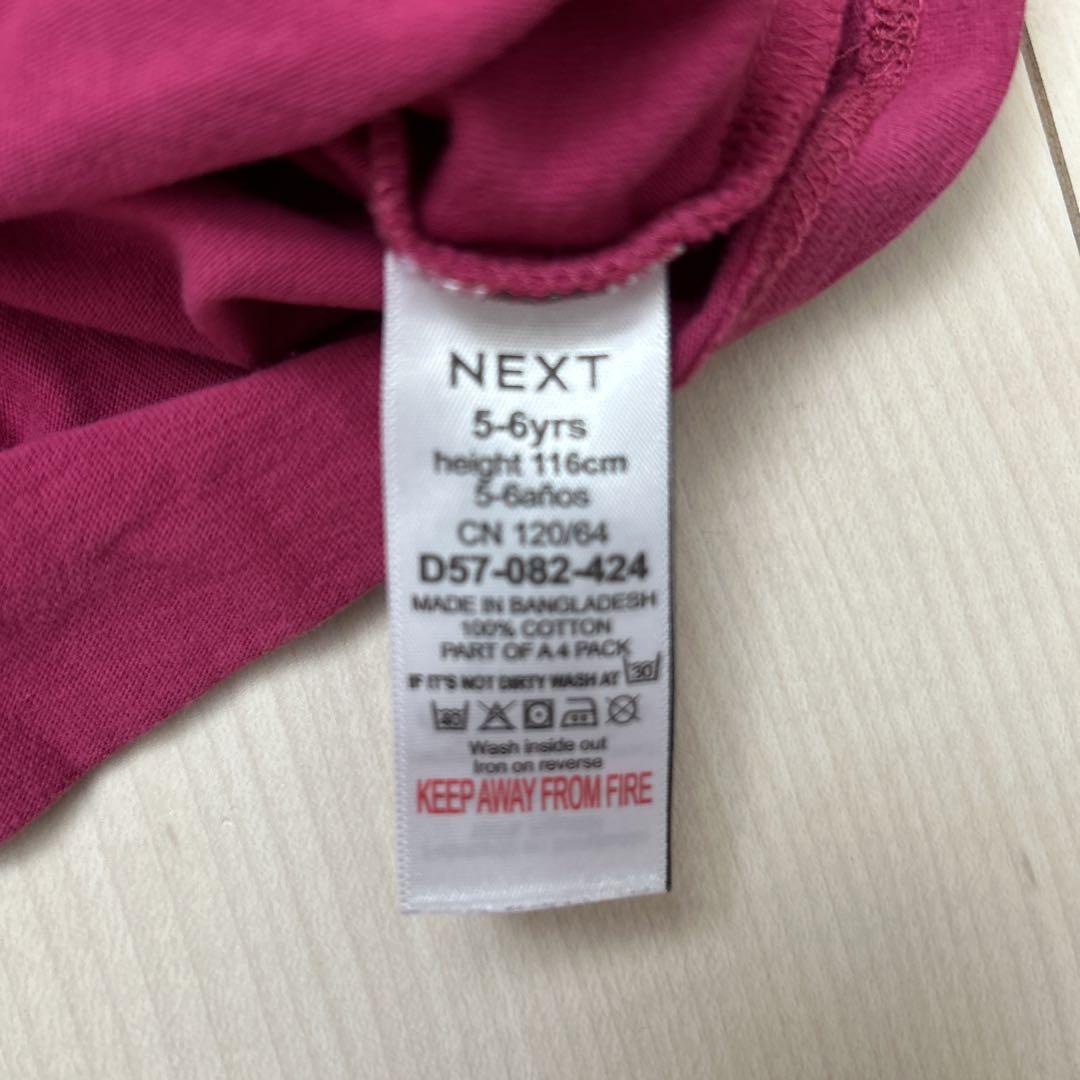 NEXT
5-6yrs
height 116cm
5-6años
CN 120/64
D57-082-424
MADE IN BANGLADESH
100% COTTON
PART OF A 4 PACK
IF IT'S NOT DIRTY WASH AT 30
40
Wash inside out
Iron on reverse
KEEP AWAY FROM FIRE